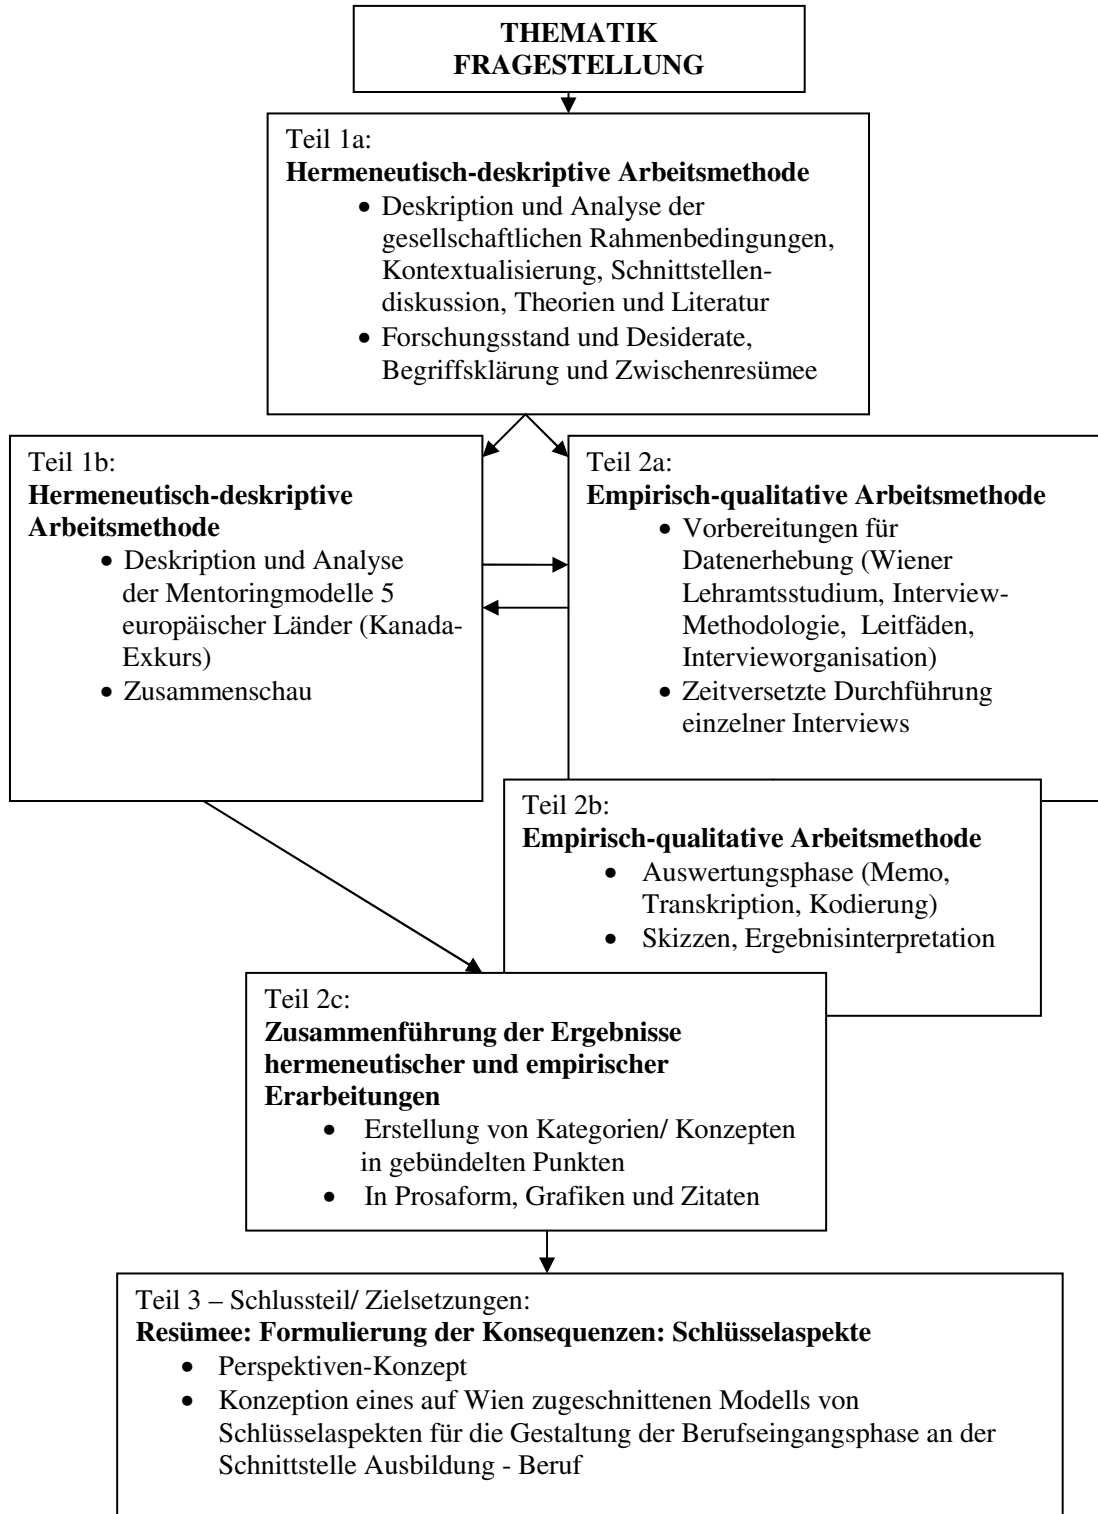 THEMATIK
FRAGESTELLUNG
Teil 1a:
Hermeneutisch-deskriptive Arbeitsmethode
• Deskription und Analyse der
gesellschaftlichen Rahmenbedingungen,
Kontextualisierung, Schnittstellen-
diskussion, Theorien und Literatur
• Forschungsstand und Desiderate,
Begriffsklärung und Zwischenresümee
Teil 1b:
Hermeneutisch-deskriptive
Arbeitsmethode
• Deskription und Analyse
der Mentoringmodelle 5
europäischer Länder (Kanada-
Exkurs)
• Zusammenschau
Teil 2a:
Empirisch-qualitative Arbeitsmethode
• Vorbereitungen für
Datenerhebung (Wiener
Lehramtsstudium, Interview-
Methodologie, Leitfäden,
Intervieworganisation)
• Zeitversetzte Durchführung
einzelner Interviews
Teil 2b:
Empirisch-qualitative Arbeitsmethode
• Auswertungsphase (Memo,
Transkription, Kodierung)
• Skizzen, Ergebnisinterpretation
Teil 2c:
Zusammenführung der Ergebnisse
hermeneutischer und empirischer
Erarbeitungen
• Erstellung von Kategorien/ Konzepten
in gebündelten Punkten
• In Prosaform, Grafiken und Zitaten
Teil 3 – Schlussteil/ Zielsetzungen:
Resümee: Formulierung der Konsequenzen: Schlüsselaspekte
• Perspektiven-Konzept
• Konzeption eines auf Wien zugeschnittenen Modells von
Schlüsselaspekten für die Gestaltung der Berufseingangsphase an der
Schnittstelle Ausbildung - Beruf